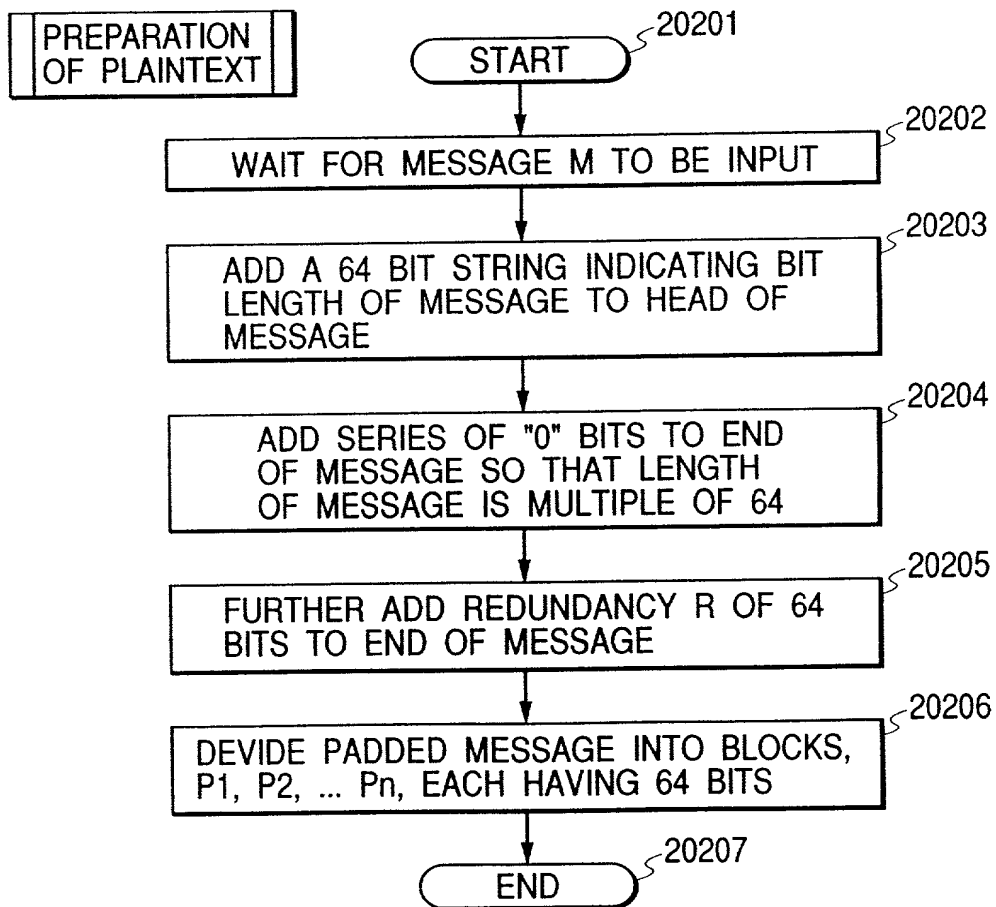 PREPARATION
OF PLAINTEXT
START
20201
WAIT FOR MESSAGE M TO BE INPUT
20202
ADD A 64 BIT STRING INDICATING BIT
LENGTH OF MESSAGE TO HEAD OF
MESSAGE
20203
ADD SERIES OF "0" BITS TO END
OF MESSAGE SO THAT LENGTH
OF MESSAGE IS MULTIPLE OF 64
20204
FURTHER ADD REDUNDANCY R OF 64
BITS TO END OF MESSAGE
20205
DEVIDE PADDED MESSAGE INTO BLOCKS,
P1, P2, ... Pn, EACH HAVING 64 BITS
20206
END
20207